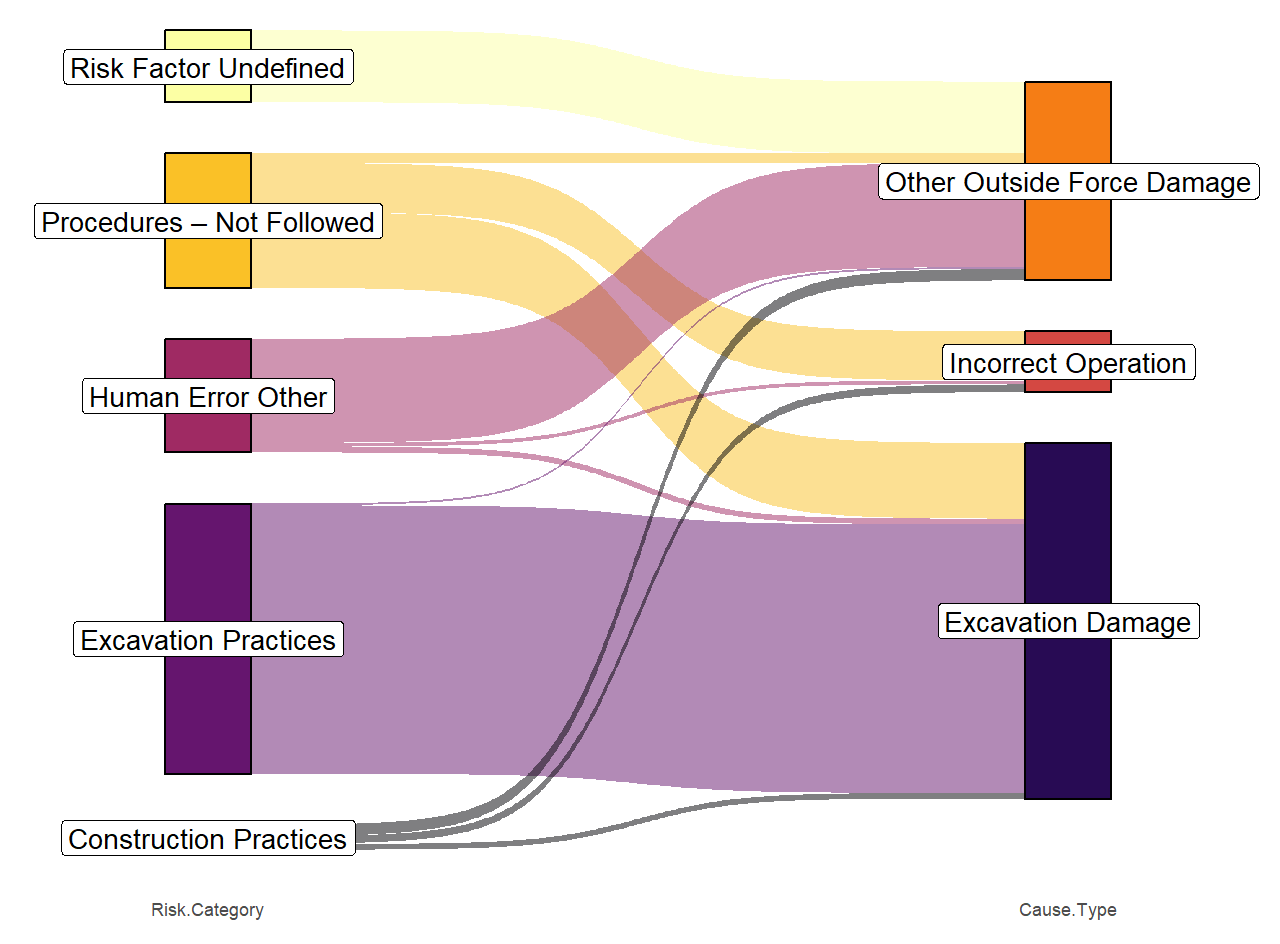 Risk Factor Undefined
Procedures – Not Followed
Other Outside Force Damage
Incorrect Operation
Human Error Other
Excavation Damage
Excavation Practices
Construction Practices
Risk.Category
Cause.Type